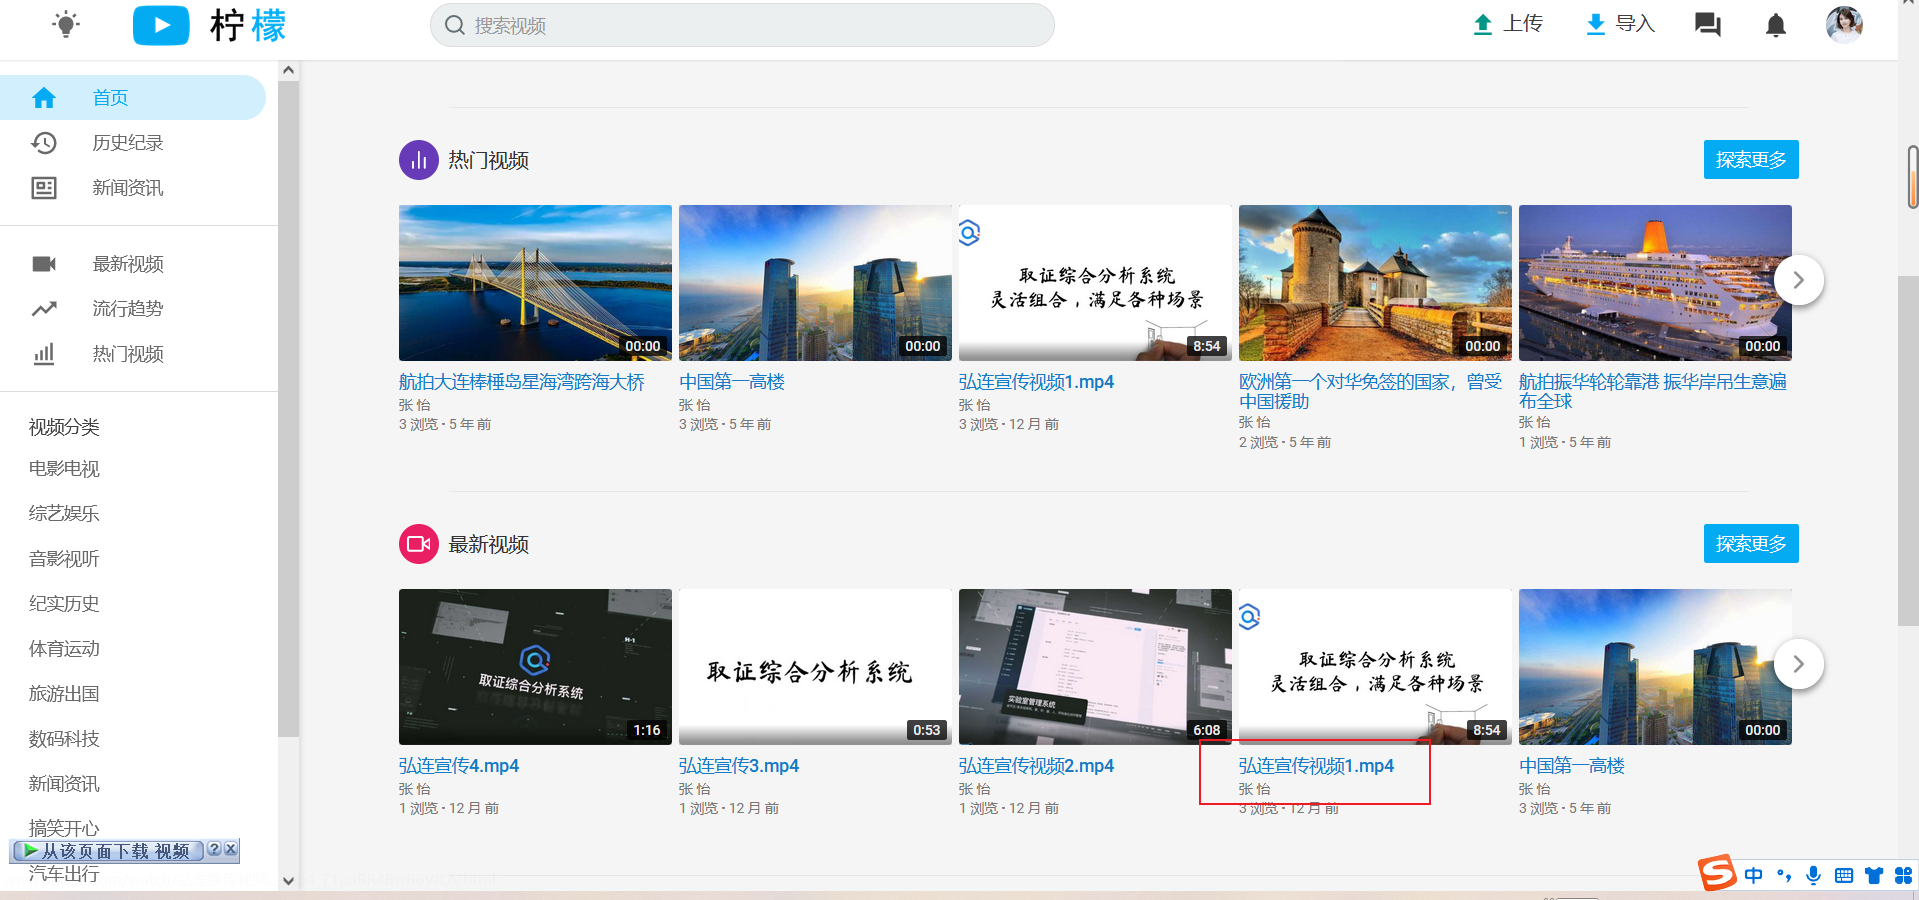 柠檬
搜索视频
上传
导入
首页
历史纪录
新闻资讯
最新视频
流行趋势
热门视频
视频分类
电影电视
综艺娱乐
音影视听
纪实历史
体育运动
旅游出国
数码科技
新闻资讯
搞笑开心
从该页面下载 视频
汽车出行
热门视频
探索更多
00:00
航拍大连棒棰岛星海湾跨海大桥
张 怡
3 浏览 - 5 年 前
00:00
中国第一高楼
张 怡
3 浏览 - 5 年 前
取证综合分析系统
灵活组合，满足各种场景
8:54
弘连宣传视频1.mp4
张 怡
3 浏览 - 12 月 前
00:00
欧洲第一个对华免签的国家，曾受
中国援助
张 怡
2 浏览 - 5 年 前
00:00
航拍振华轮轮靠港 振华岸吊生意遍
布全球
张 怡
1 浏览 - 5 年 前
最新视频
探索更多
H-1
取证综合分析系统
1:16
弘连宣传4.mp4
张 怡
1 浏览 - 12 月 前
取证综合分析系统
0:53
弘连宣传3.mp4
张 怡
1 浏览 - 12 月 前
实验室管理系统
6:08
弘连宣传视频2.mp4
张 怡
1 浏览 - 12 月 前
取证综合分析系统
灵活组合，满足各种场景
8:54
弘连宣传视频1.mp4
张 怡
3 浏览 - 12 月 前
00:00
中国第一高楼
张 怡
3 浏览 - 5 年 前
中